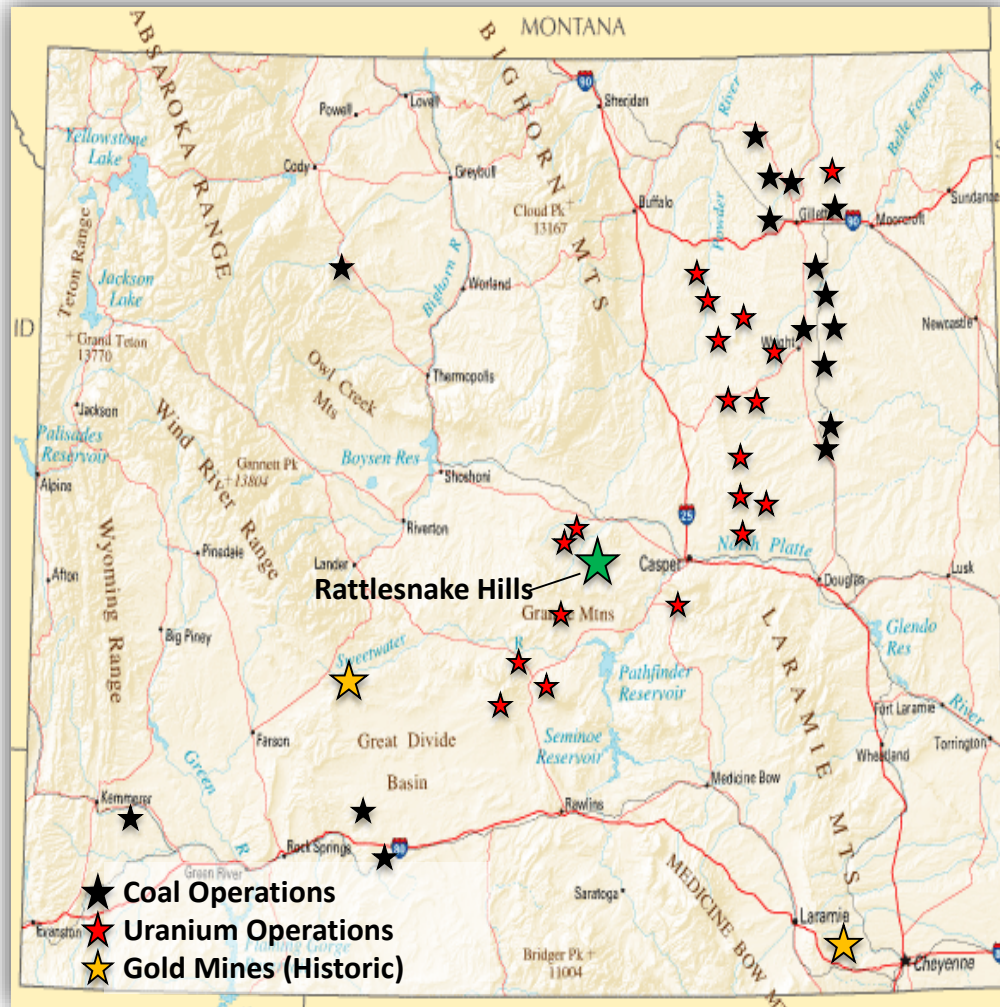 MONTANA
ABSAROKA RANGE
BIGHORN MTS
90
Sheridan
River
Belle Fourche
R
Powell
Lovell
Yellowstone
Lake
Cody
Greybull
Cloud Pk
13167
Buffalo
Powder
90
Moorcroft
Sundance
Teton Range
Jackson
Lake
Bighorn R
Worland
ID
Grand Teton
13770
Newcastle
Owl Creek
Mts
Thermopolis
Jackson
Palisades
Reservoir
Wind River Range
Gannett Pk
13804
Boysen Res
Shoshoni
Alpine
Riverton
25
Wyoming Range
Pinedale
Lander
Casper
North Platte
Afton
Rattlesnake Hills
Douglas
Lusk
Big Piney
Sweetwater
R
LARAMIE MTS
Glendo
Res
Pathfinder
Reservoir
Fort Laramie
River
Farson
Great Divide
Basin
Seminoe
Reservoir
Wheatland
Torrington
Green
R
Medicine Bow
Kemmerer
Rawlins
Rock Springs
80
Green River
Coal Operations
Saratoga
MEDICINE BOW
Laramie
Uranium Operations
Evanston
Flaming Gorge
Bridger Pk
11004
Gold Mines (Historic)
Cheyenne